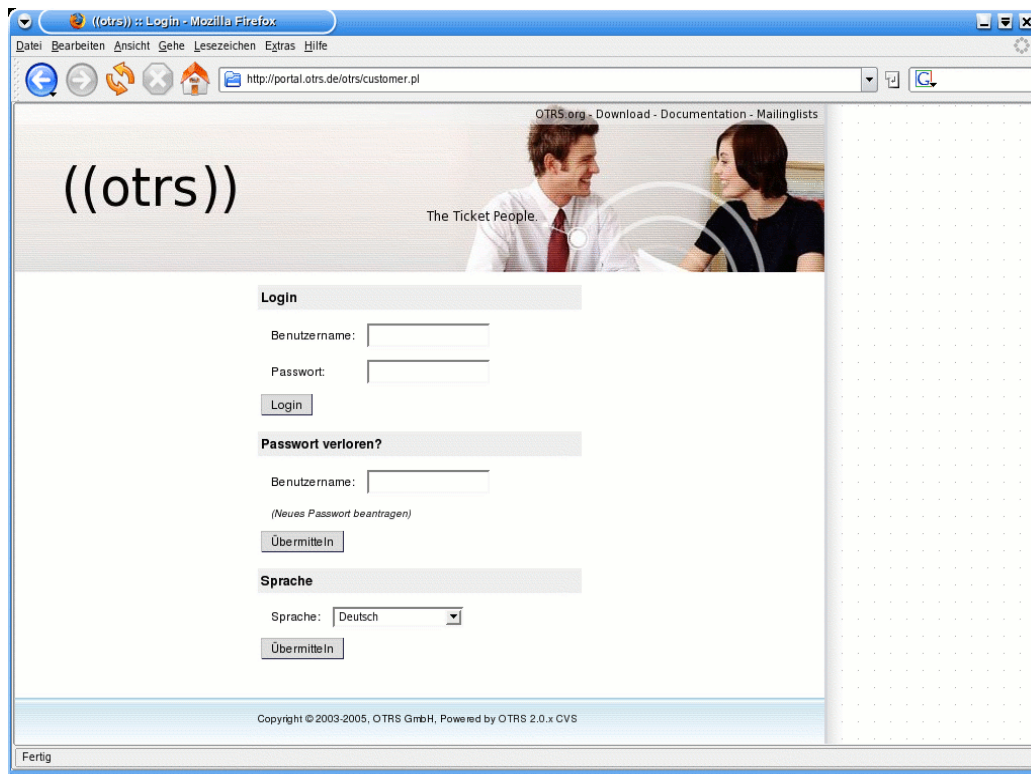 ((otrs)) :: Login - Mozilla Firefox
Datei Bearbeiten Ansicht Gehe Lesezeichen Extras Hilfe
http://portal.otrs.de/otrs/customer.pl
G
OTRS.org - Download - Documentation - Mailinglists
((otrs))
The Ticket People.
Login
Benutzername:
Passwort:
Login
Passwort verloren?
Benutzername:
(Neues Passwort beantragen)
Übermitteln
Sprache
Sprache: Deutsch
Übermitteln
Copyright © 2003-2005, OTRS GmbH, Powered by OTRS 2.0.x CVS
Fertig